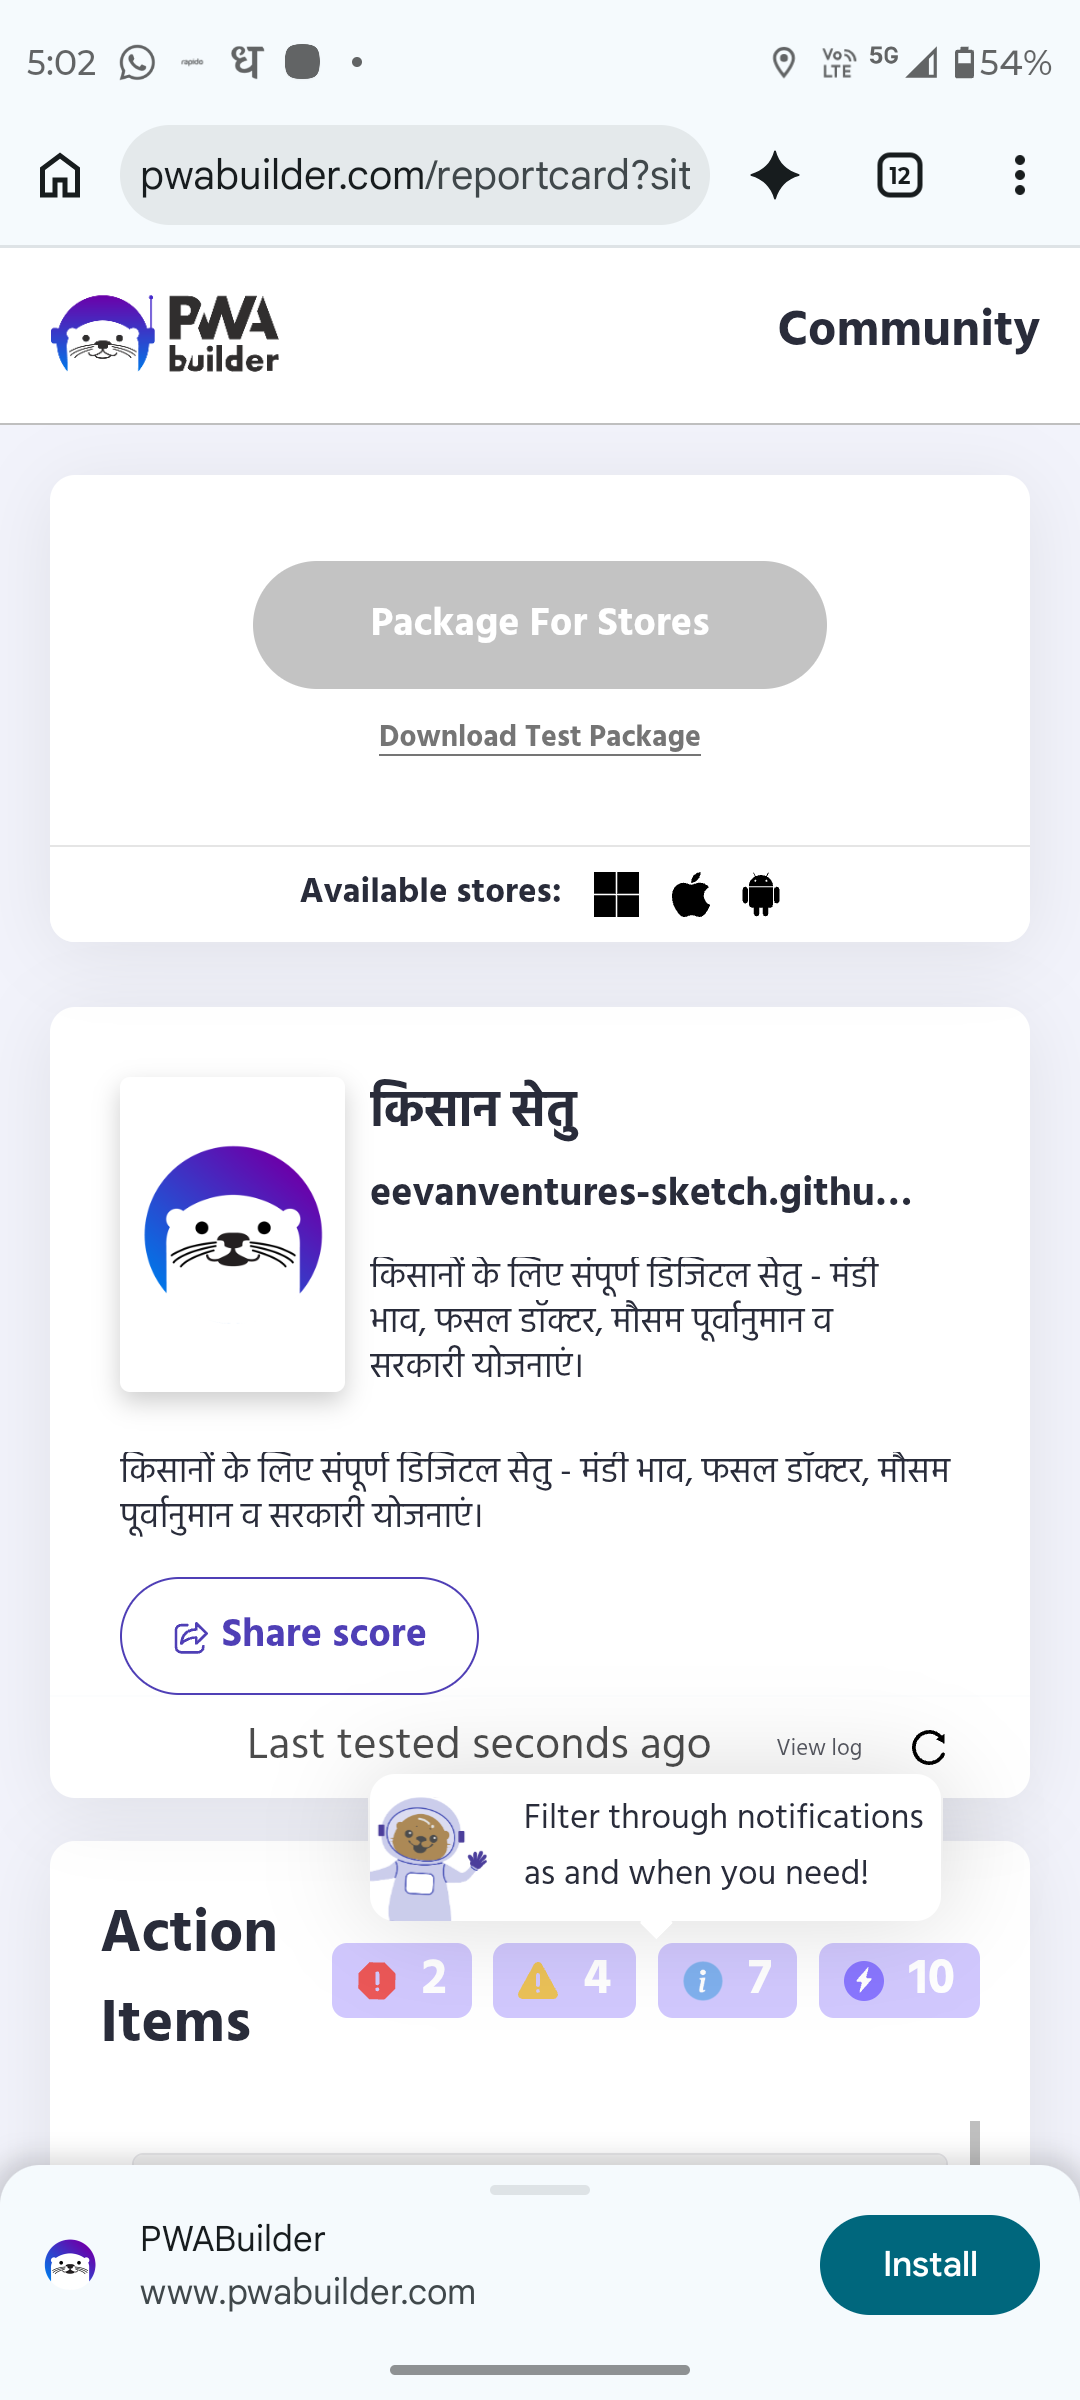 5:02 rapido ध VoLTE 5G 54%
pwabuilder.com/reportcard?sit 12
PWA
builder
Community
Package For Stores
Download Test Package
Available stores:
किसान सेतु
eevanventures-sketch.githu...
किसानों के लिए संपूर्ण डिजिटल सेतु - मंडी
भाव, फसल डॉक्टर, मौसम पूर्वानुमान व
सरकारी योजनाएं।
किसानों के लिए संपूर्ण डिजिटल सेतु - मंडी भाव, फसल डॉक्टर, मौसम
पूर्वानुमान व सरकारी योजनाएं।
Share score
Last tested seconds ago View log
Filter through notifications
as and when you need!
Action
Items
2 4 7 10
PWABuilder
www.pwabuilder.com
Install